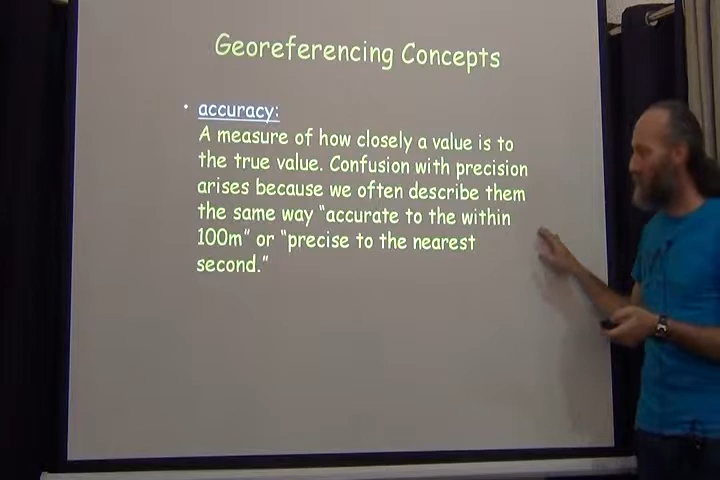 Georeferencing Concepts
• accuracy:
A measure of how closely a value is to
the true value. Confusion with precision
arises because we often describe them
the same way "accurate to the within
100m" or "precise to the nearest
second."